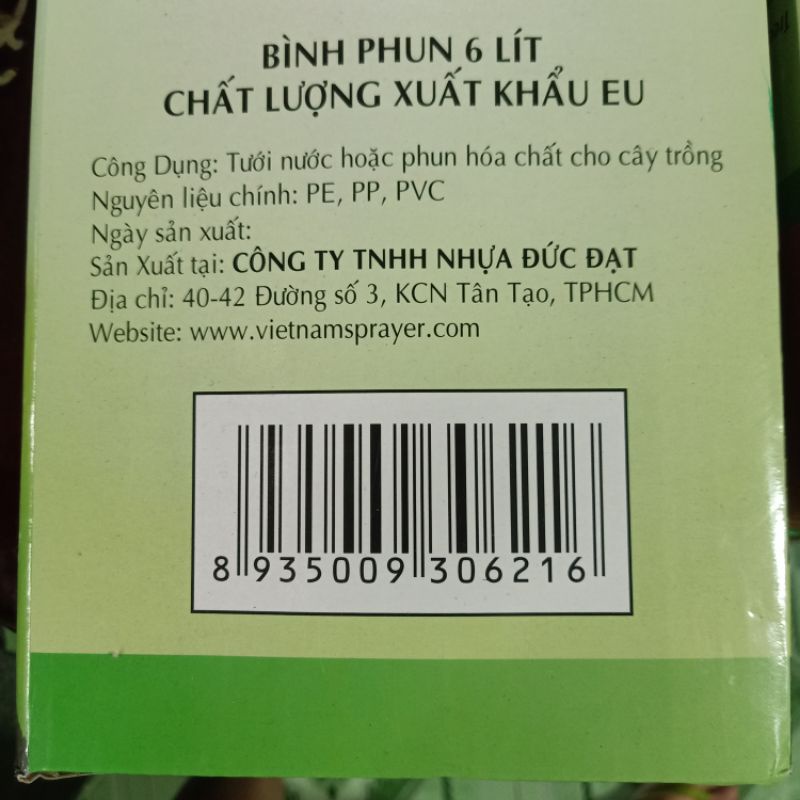 BÌNH PHUN 6 LÍT
CHẤT LƯỢNG XUẤT KHẨU EU
Công Dụng: Tưới nước hoặc phun hóa chất cho cây trồng
Nguyên liệu chính: PE, PP, PVC
Ngày sản xuất:
Sản Xuất tại: CÔNG TY TNHH NHỰA ĐỨC ĐẠT
Địa chỉ: 40-42 Đường số 3, KCN Tân Tạo, TPHCM
Website: www.vietnamsprayer.com
8 935009 306216